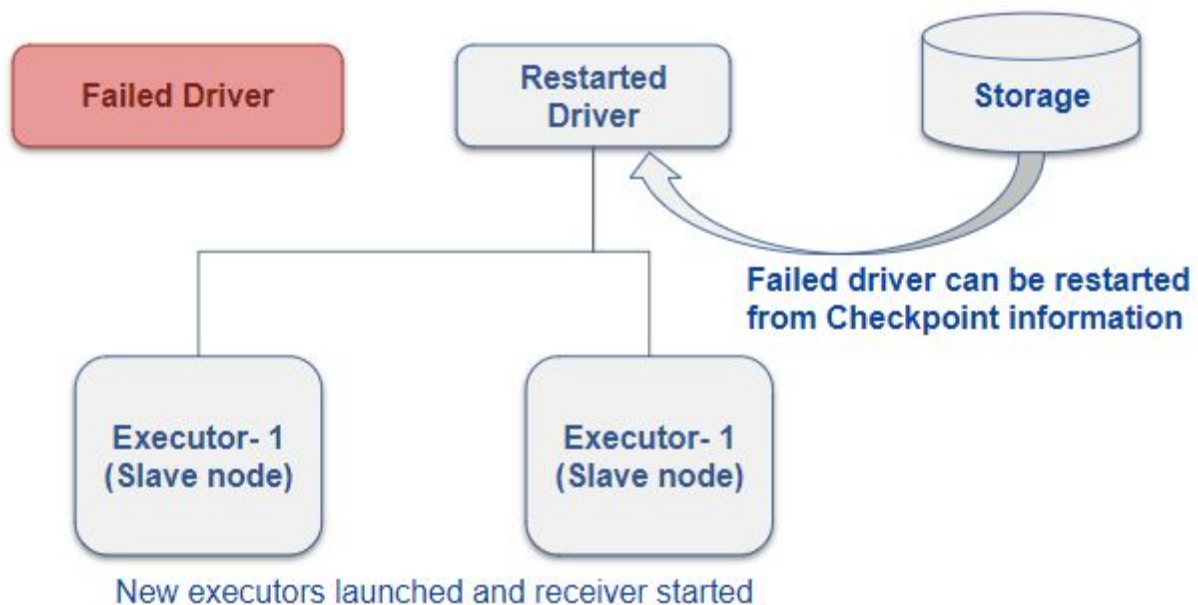 Failed Driver
Restarted
Driver
Storage
Failed driver can be restarted
from Checkpoint information
Executor- 1
(Slave node)
Executor- 1
(Slave node)
New executors launched and receiver started